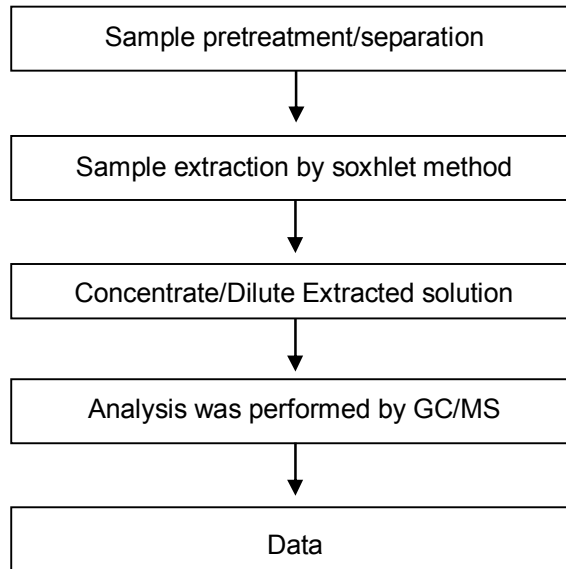 Sample pretreatment/separation
Sample extraction by soxhlet method
Concentrate/Dilute Extracted solution
Analysis was performed by GC/MS
Data